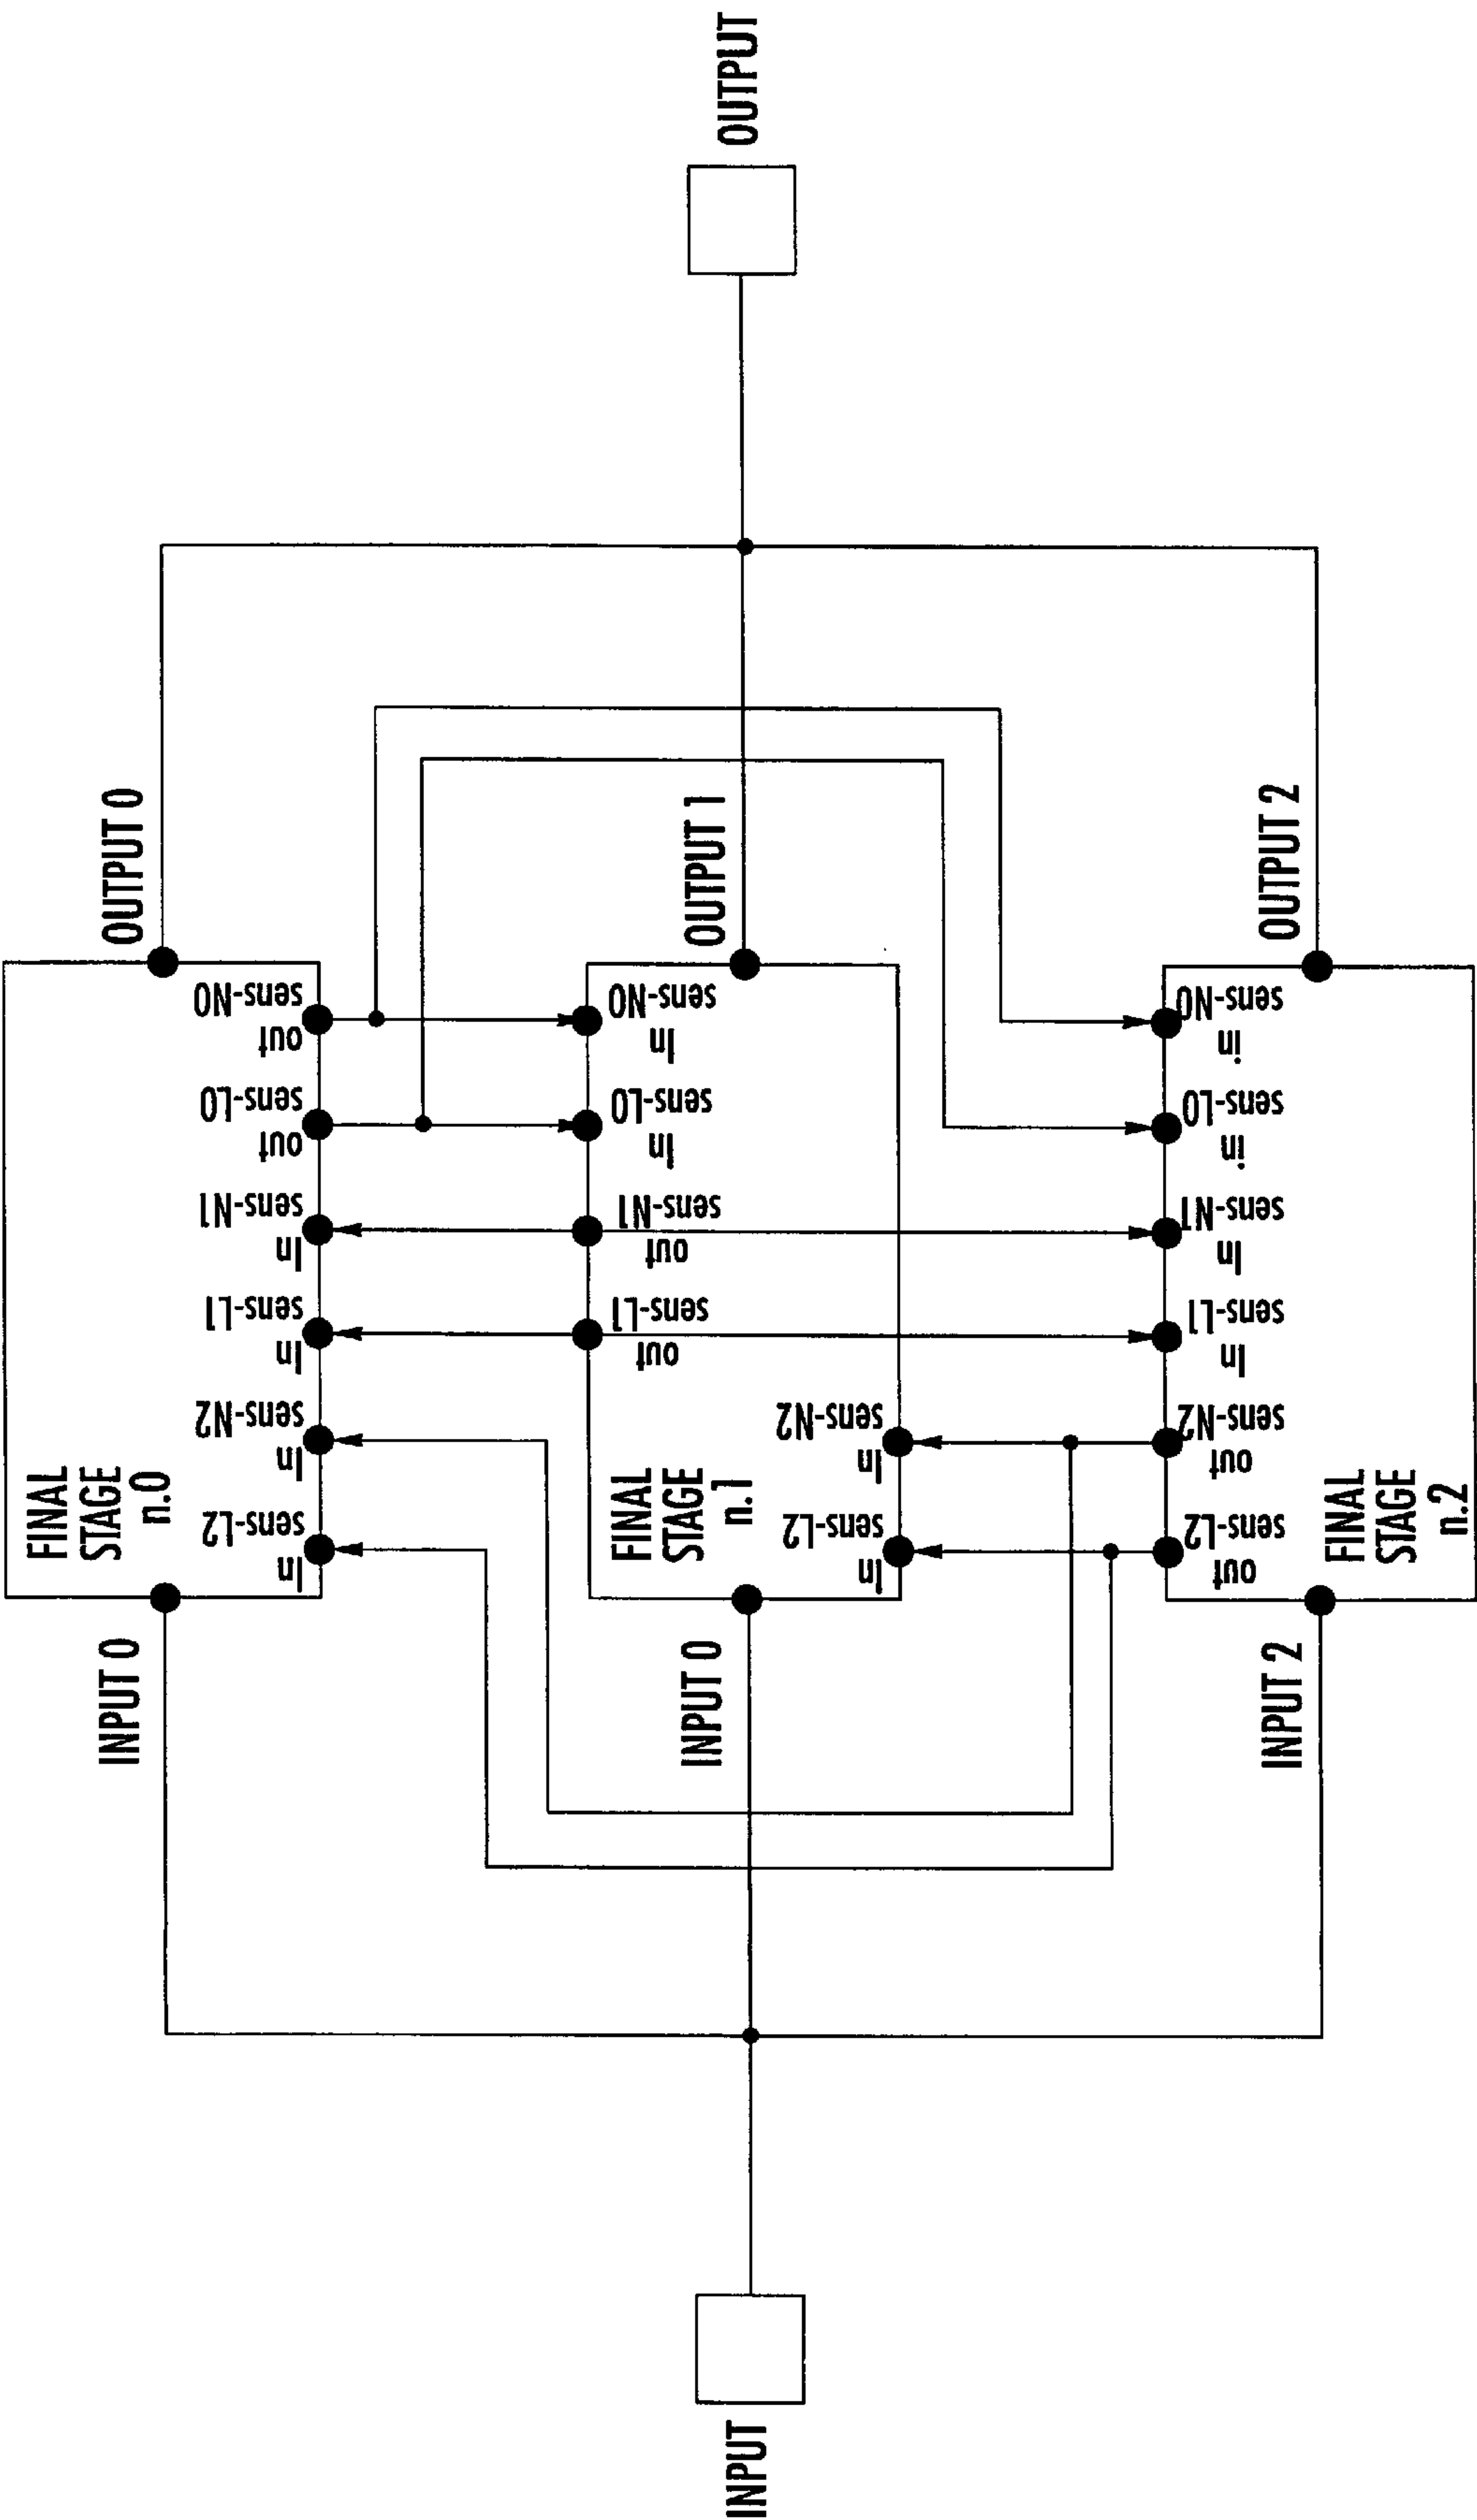 INPUT
INPUT 0
FINAL
STAGE
n.0
sens-L2
in
sens-N2
in
sens-L1
in
sens-N1
in
sens-L0
out
sens-N0
out
OUTPUT 0
INPUT 0
FINAL
STAGE
n.1
sens-L2
in
sens-N2
in
sens-L1
out
sens-N1
out
sens-L0
in
sens-N0
in
OUTPUT 1
INPUT 2
FINAL
STAGE
n.2
sens-L2
out
sens-N2
out
sens-L1
in
sens-N1
in
sens-L0
in
sens-N0
in
OUTPUT 2
OUTPUT